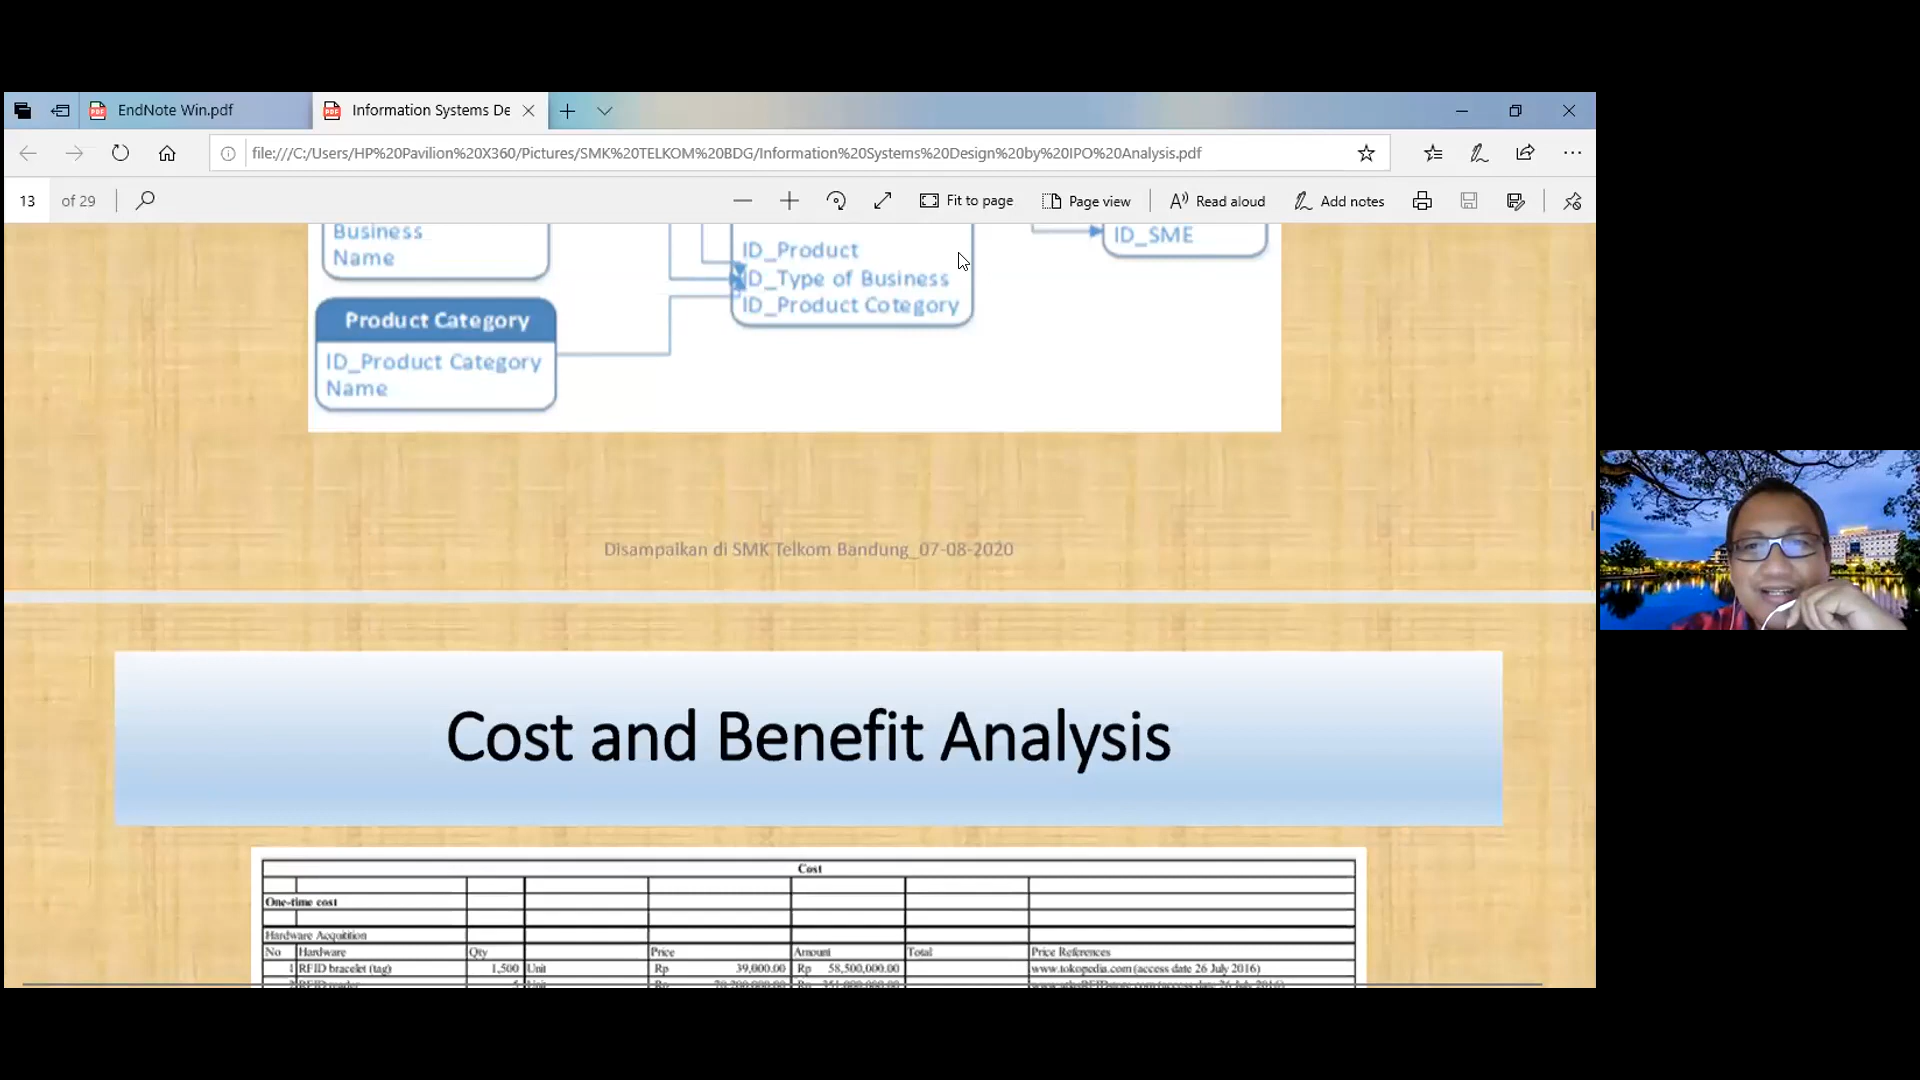 EndNote Win.pdf
Information Systems De
file:///C:/Users/HP%20Pavilion%20X360/Pictures/SMK%20TELKOM%20BDG/Information%20Systems%20Design%20by%20IPO%20Analysis.pdf
13 of 29
Fit to page
Page view
Read aloud
Add notes
Business
Name
Product Category
ID_Product Category
Name
ID_Product
ID_Type of Business
ID_Product Cotegory
ID_SME
Disampaikan di SMK Telkom Bandung_07-08-2020
Cost and Benefit Analysis
Cost
One-time cost
Hardware Acquitition
No Hardware Qty Price Amount Total Price References
1 RFID bracelet (tag) 1,500 Unit Rp 39,000.00 Rp 58,500,000.00 www.tokopedia.com (access date 26 July 2016)